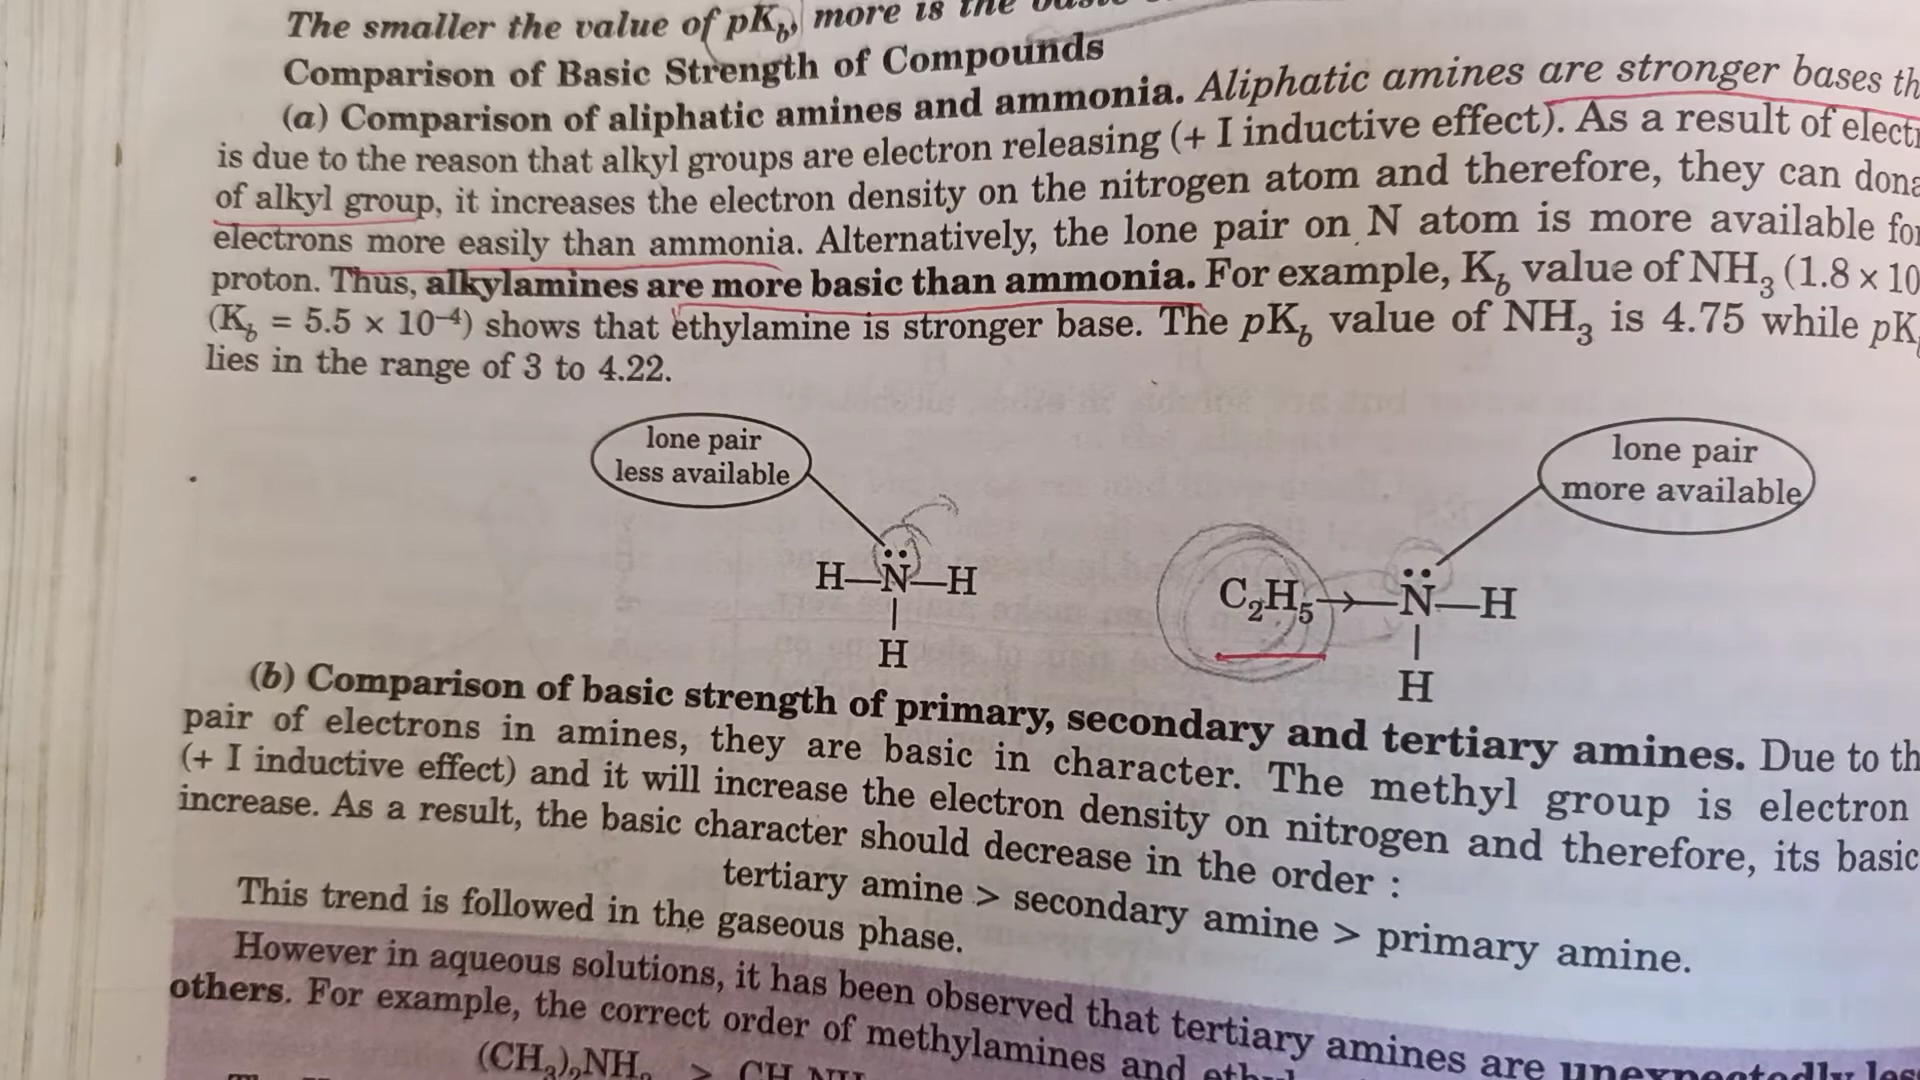 The smaller the value of pK_b, more is the
Comparison of Basic Strength of Compounds
(a) Comparison of aliphatic amines and ammonia. Aliphatic amines are stronger bases th
is due to the reason that alkyl groups are electron releasing (+ I inductive effect). As a result of elect
of alkyl group, it increases the electron density on the nitrogen atom and therefore, they can dona
electrons more easily than ammonia. Alternatively, the lone pair on N atom is more available for
proton. Thus, alkylamines are more basic than ammonia. For example, K_b value of NH₃ (1.8 × 10
(K_b = 5.5 × 10⁻⁴) shows that ethylamine is stronger base. The pK_b value of NH₃ is 4.75 while pK
lies in the range of 3 to 4.22.
lone pair
less available
H—N̈—H
H
lone pair
more available
C₂H₅→—N̈—H
H
(b) Comparison of basic strength of primary, secondary and tertiary amines. Due to th
pair of electrons in amines, they are basic in character. The methyl group is electron
(+ I inductive effect) and it will increase the electron density on nitrogen and therefore, its basic
increase. As a result, the basic character should decrease in the order :
tertiary amine > secondary amine > primary amine.
This trend is followed in the gaseous phase.
However in aqueous solutions, it has been observed that tertiary amines are unexpectedly less
others. For example, the correct order of methylamines and
(CH₃)₂NH >